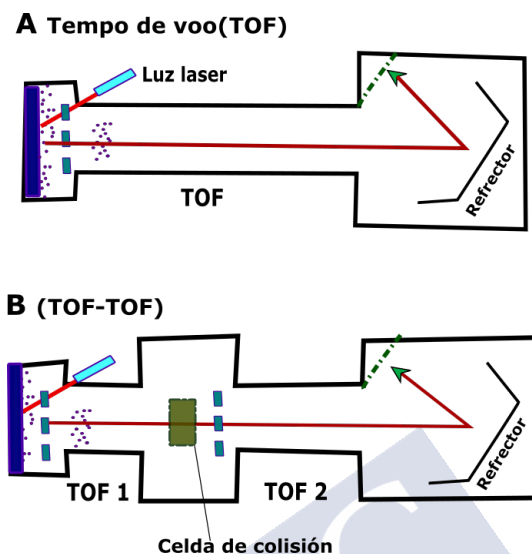 A Tempo de voo(TOF)
Luz laser
TOF
Refrector
B (TOF-TOF)
TOF 1
TOF 2
Refrector
Celda de colisión